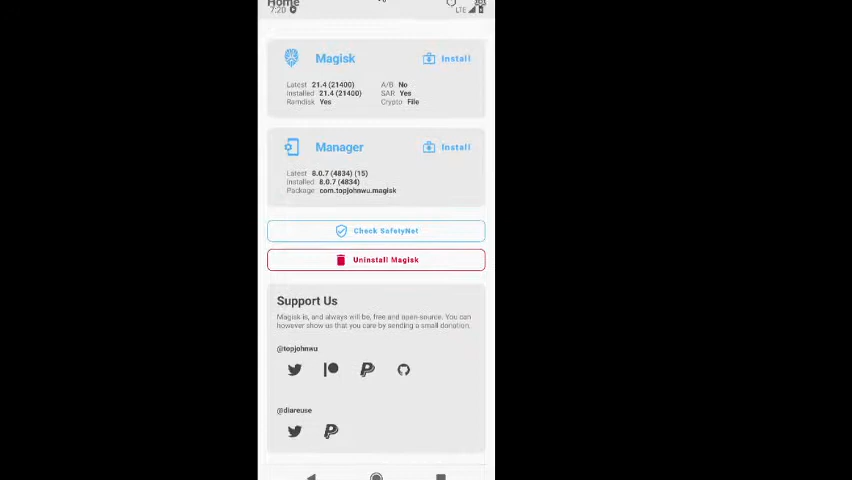 Home
7:20
LTE
Magisk
Install
Latest 21.4 (21400)
A/B No
Installed 21.4 (21400)
SAR Yes
Ramdisk Yes
Crypto File
Manager
Install
Latest 8.0.7 (4834) (15)
Installed 8.0.7 (4834)
Package com.topjohnwu.magisk
Check SafetyNet
Uninstall Magisk
Support Us
Magisk is, and always will be, free and open-source. You can
however show us that you care by sending a small donation.
@topjohnwu
@diareuse